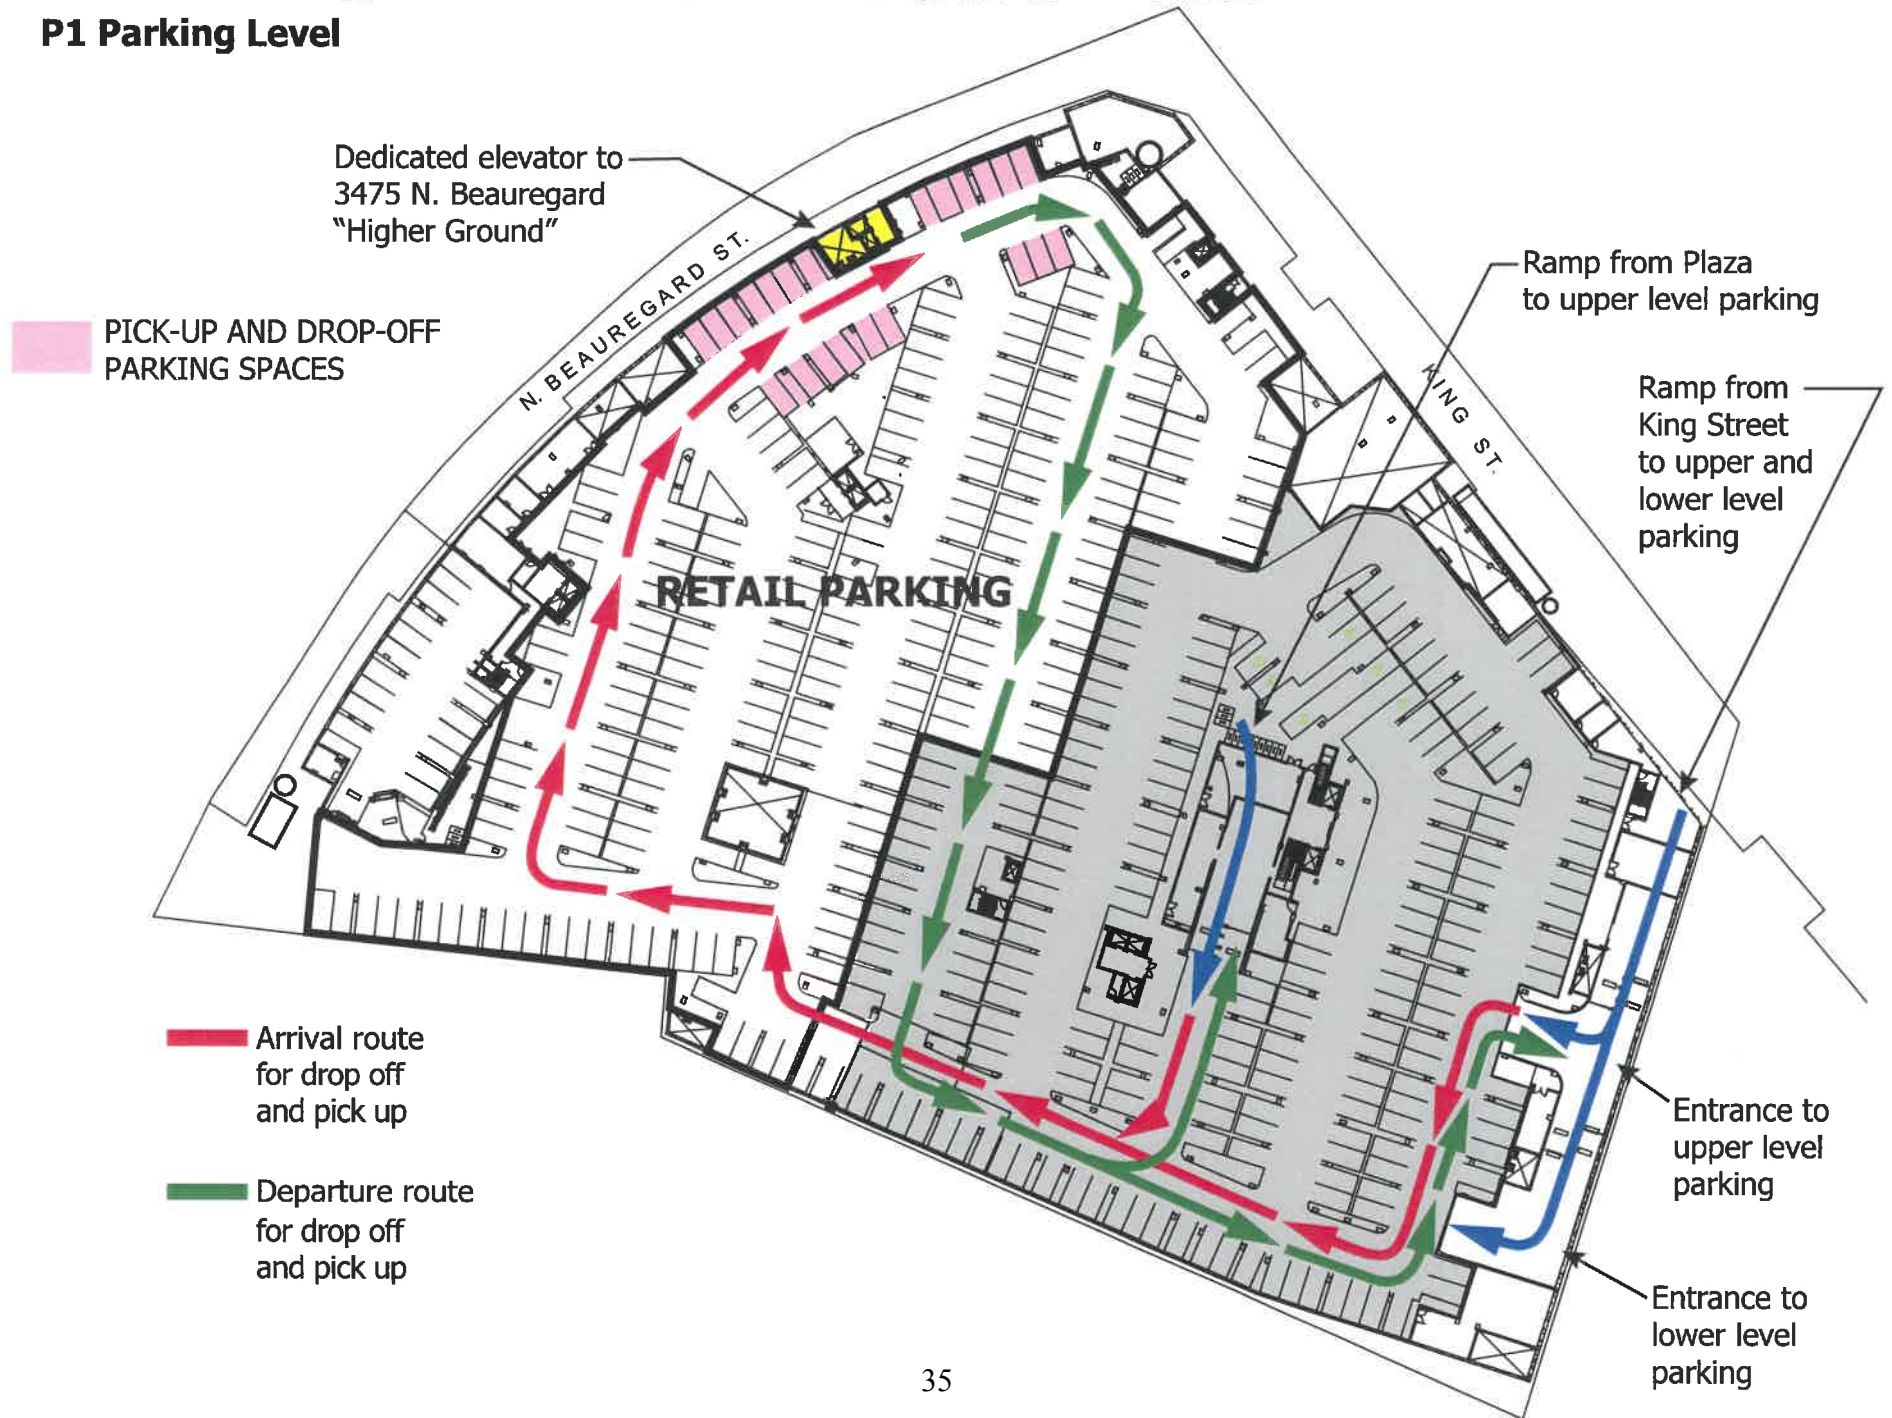 P1 Parking Level
Dedicated elevator to
3475 N. Beauregard
“Higher Ground”
N. BEAUREGARD ST.
PICK-UP AND DROP-OFF
PARKING SPACES
Ramp from Plaza
to upper level parking
KING ST.
Ramp from
King Street
to upper and
lower level
parking
RETAIL PARKING
Arrival route
for drop off
and pick up
Departure route
for drop off
and pick up
Entrance to
upper level
parking
Entrance to
lower level
parking
35